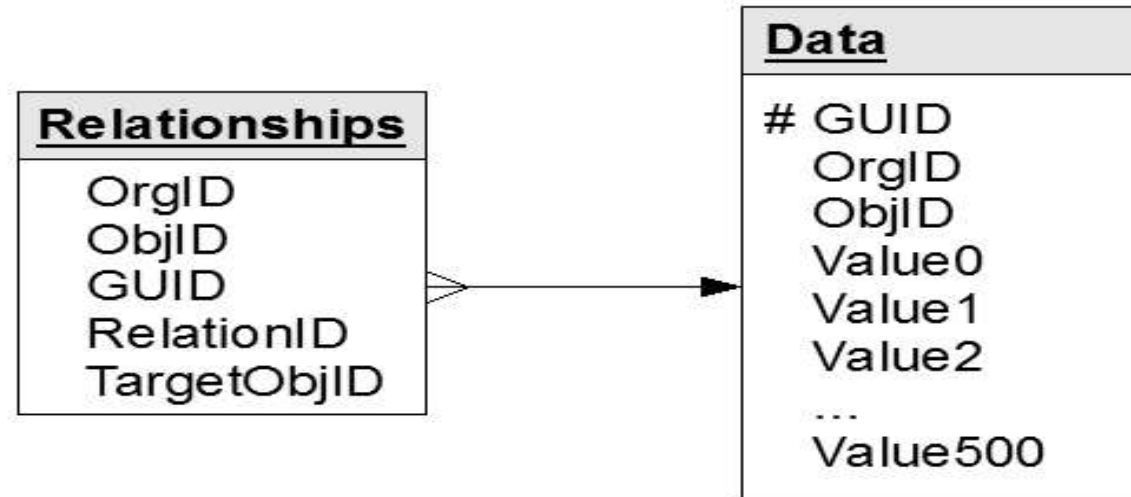 Relationships
OrgID
ObjID
GUID
RelationID
TargetObjID
Data
# GUID
OrgID
ObjID
Value0
Value1
Value2
...
Value500